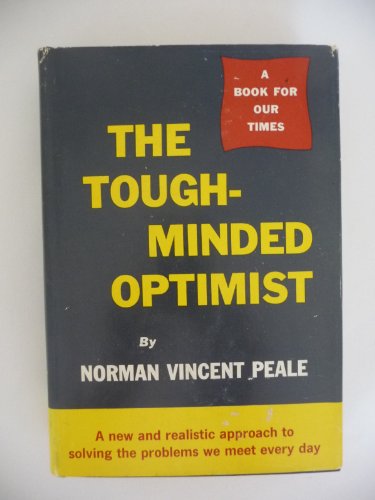 A
BOOK FOR
OUR
TIMES
THE
TOUGH-
MINDED
OPTIMIST
By
NORMAN VINCENT PEALE
A new and realistic approach to
solving the problems we meet every day